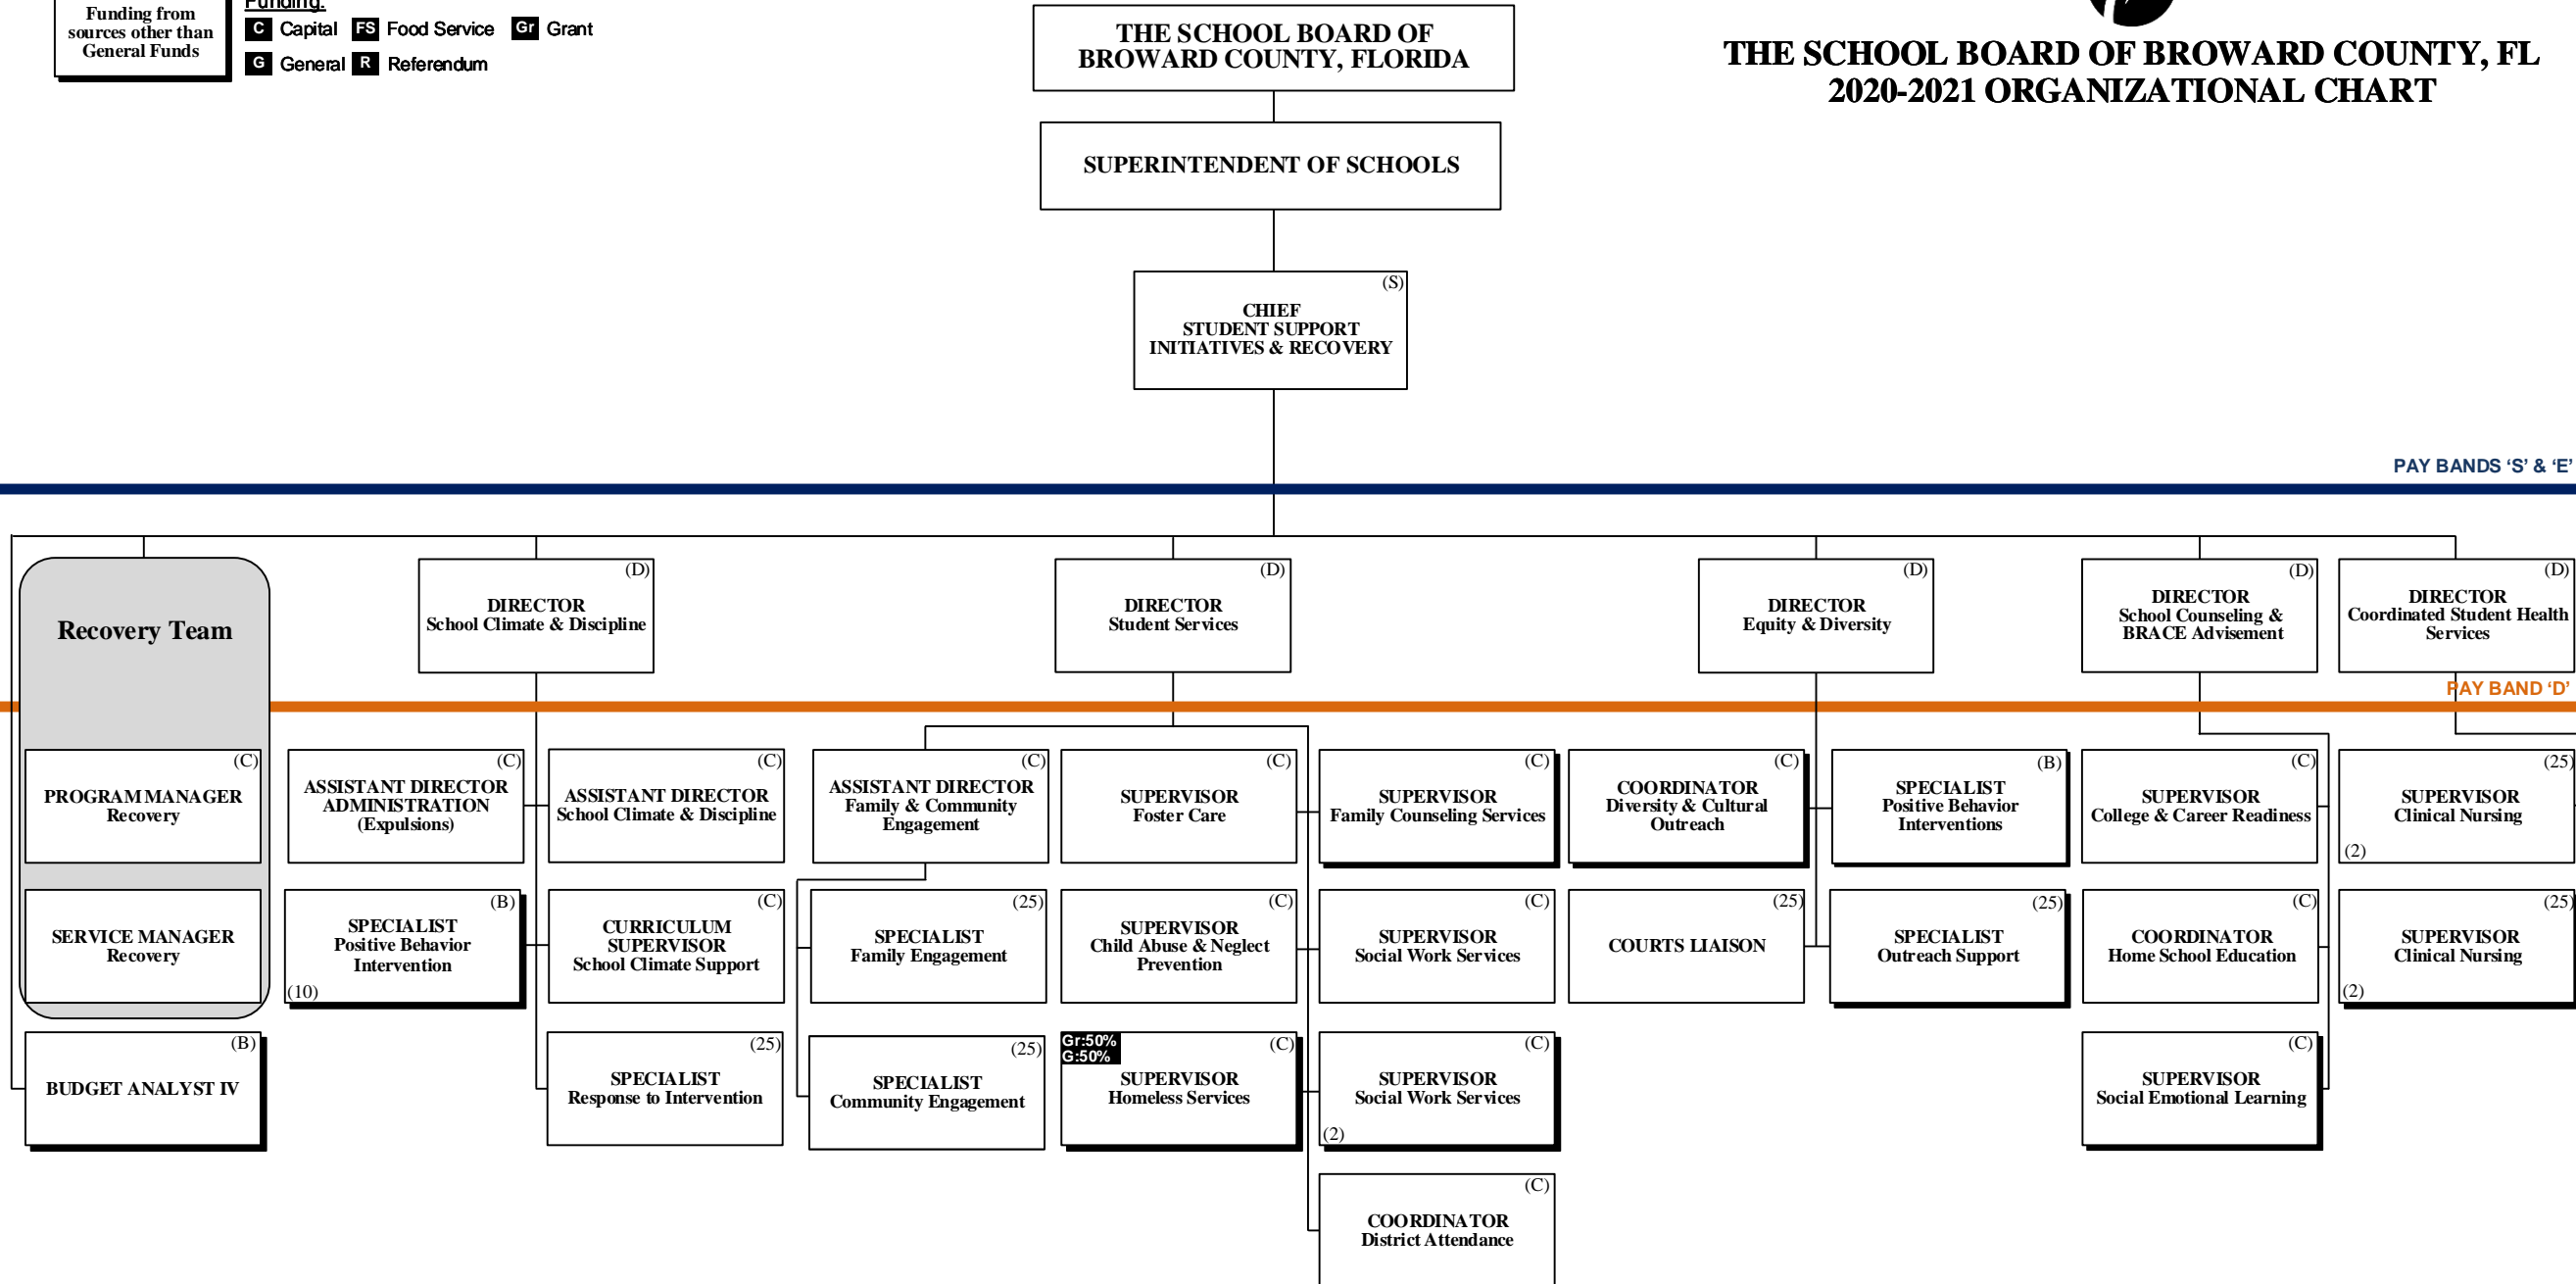 Funding from
sources other than
General Funds
Funding:
C Capital FS Food Service Gr Grant
G General R Referendum
THE SCHOOL BOARD OF
BROWARD COUNTY, FLORIDA
THE SCHOOL BOARD OF BROWARD COUNTY, FL
2020-2021 ORGANIZATIONAL CHART
SUPERINTENDENT OF SCHOOLS
(S)
CHIEF
STUDENT SUPPORT
INITIATIVES & RECOVERY
PAY BANDS ‘S’ & ‘E’
Recovery Team
(D)
DIRECTOR
School Climate & Discipline
(D)
DIRECTOR
Student Services
(D)
DIRECTOR
Equity & Diversity
(D)
DIRECTOR
School Counseling &
BRACE Advisement
(D)
DIRECTOR
Coordinated Student Health
Services
PAY BAND ‘D’
(C)
PROGRAM MANAGER
Recovery
(C)
ASSISTANT DIRECTOR
ADMINISTRATION
(Expulsions)
(C)
ASSISTANT DIRECTOR
School Climate & Discipline
(C)
ASSISTANT DIRECTOR
Family & Community
Engagement
(C)
SUPERVISOR
Foster Care
(C)
SUPERVISOR
Family Counseling Services
(C)
COORDINATOR
Diversity & Cultural
Outreach
(B)
SPECIALIST
Positive Behavior
Interventions
(C)
SUPERVISOR
College & Career Readiness
(25)
SUPERVISOR
Clinical Nursing
(2)
SERVICE MANAGER
Recovery
(B)
SPECIALIST
Positive Behavior
Intervention
(10)
(C)
CURRICULUM
SUPERVISOR
School Climate Support
(25)
SPECIALIST
Family Engagement
(C)
SUPERVISOR
Child Abuse & Neglect
Prevention
(C)
SUPERVISOR
Social Work Services
(25)
COURTS LIAISON
(25)
SPECIALIST
Outreach Support
(C)
COORDINATOR
Home School Education
(25)
SUPERVISOR
Clinical Nursing
(2)
(B)
BUDGET ANALYST IV
(25)
SPECIALIST
Response to Intervention
(25)
SPECIALIST
Community Engagement
Gr:50%
G:50%
(C)
SUPERVISOR
Homeless Services
(C)
SUPERVISOR
Social Work Services
(2)
(C)
SUPERVISOR
Social Emotional Learning
(C)
COORDINATOR
District Attendance